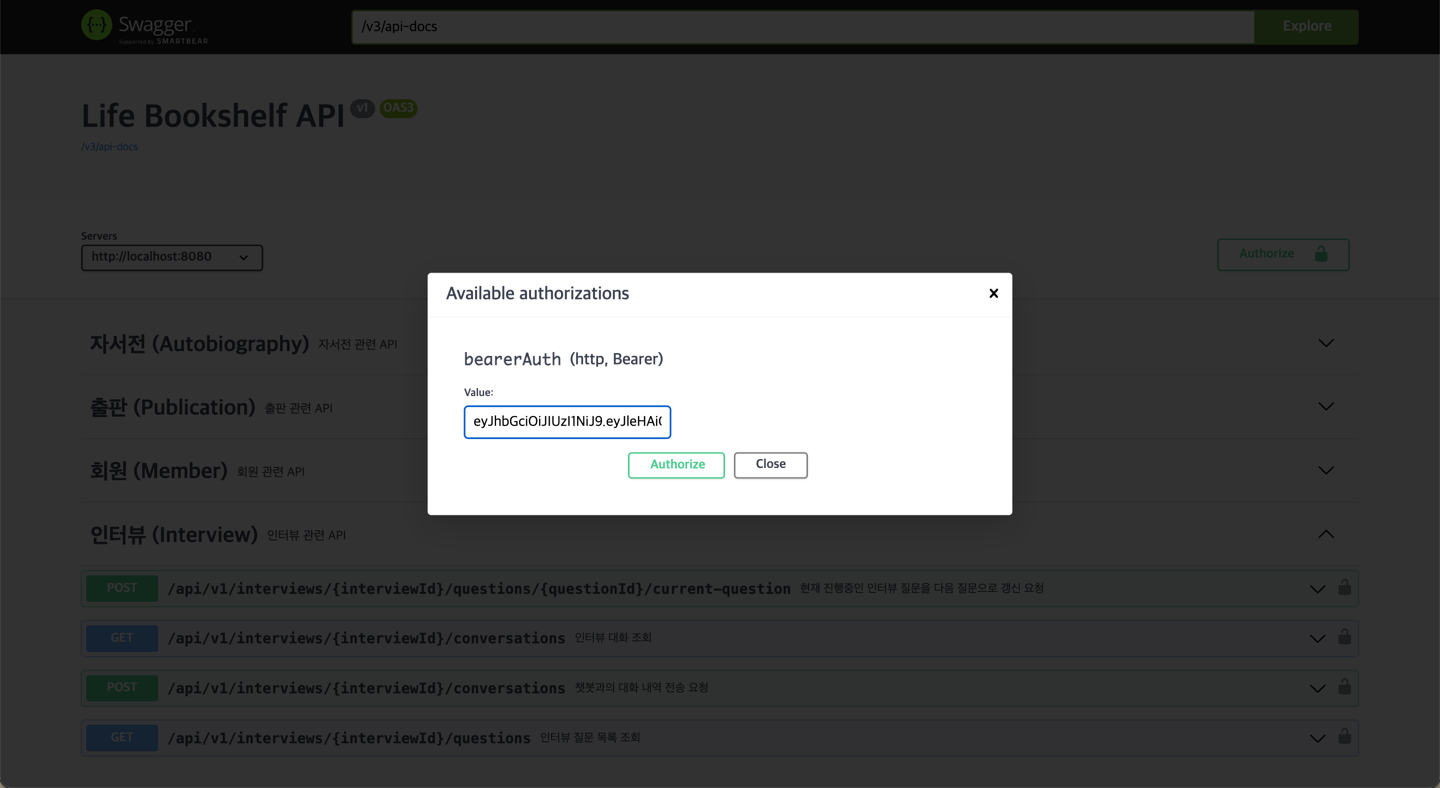 Swagger
Supported by SMARTBEAR
/v3/api-docs
Explore
Life Bookshelf API v1 OAS3
/v3/api-docs
Servers
http://localhost:8080
Authorize
Available authorizations
bearerAuth (http, Bearer)
Value:
eyJhbGciOiJIUzI1NiJ9.eyJleHAi
Authorize
Close
자서전 (Autobiography) 자서전 관련 API
출판 (Publication) 출판 관련 API
회원 (Member) 회원 관련 API
인터뷰 (Interview) 인터뷰 관련 API
POST /api/v1/interviews/{interviewId}/questions/{questionId}/current-question 현재 진행중인 인터뷰 질문을 다음 질문으로 갱신 요청
GET /api/v1/interviews/{interviewId}/conversations 인터뷰 대화 조회
POST /api/v1/interviews/{interviewId}/conversations 챗봇과의 대화 내역 전송 요청
GET /api/v1/interviews/{interviewId}/questions 인터뷰 질문 목록 조회